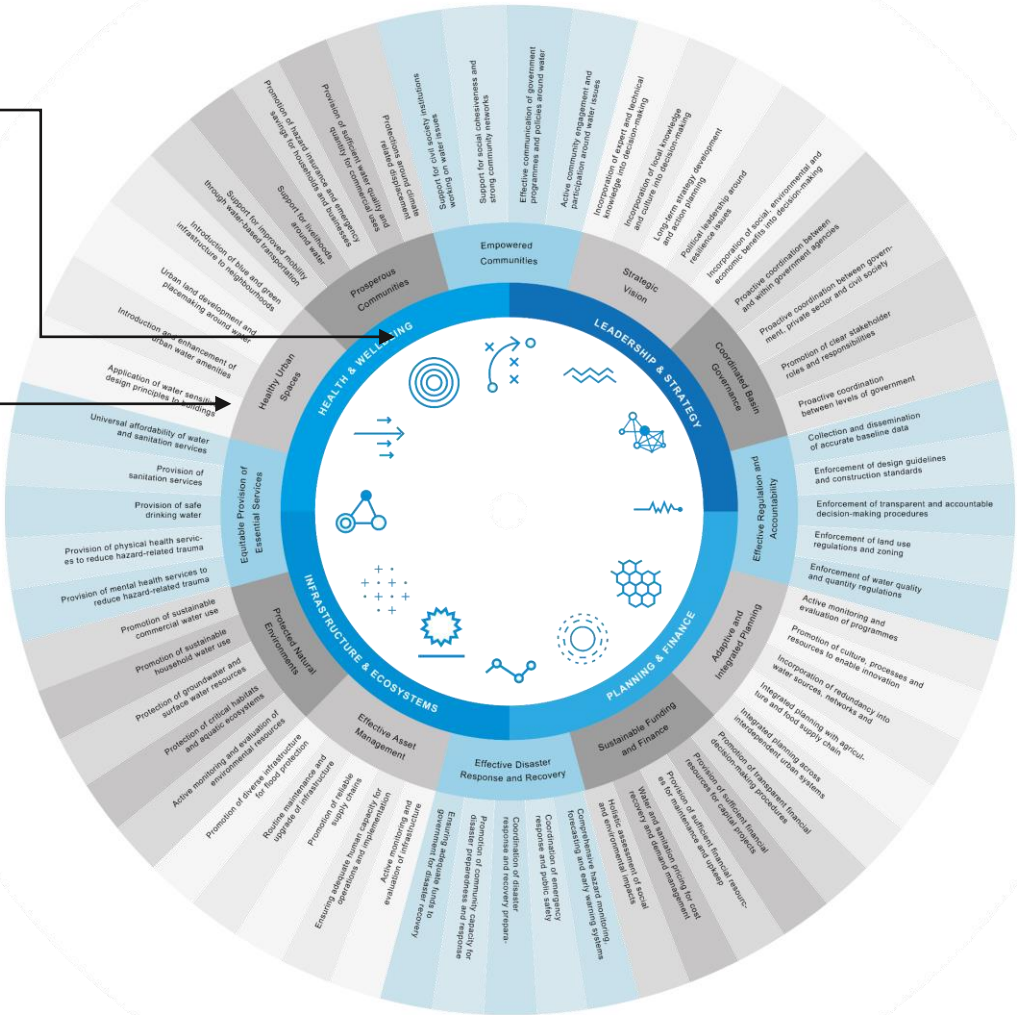 HEALTH & WELLBEING
LEADERSHIP & STRATEGY
PLANNING & FINANCE
INFRASTRUCTURE & ECOSYSTEMS
Empowered
Communities
Support for civil society institutions
working on water issues
Support for social cohesiveness and
strong community networks
Effective communication of government
programmes and policies around water
Active community engagement and
participation around water issues
Strategic
Vision
Incorporation of expert and technical
knowledge into decision-making
Incorporation of local knowledge
and culture into decision-making
Long-term strategy development
and action planning
Political leadership around
resilience issues
Incorporation of social, environmental and
economic benefits into decision-making
Coordinated Basin
Governance
Proactive coordination between
and within government agencies
Proactive coordination between govern-
ment, private sector and civil society
Promotion of clear stakeholder
roles and responsibilities
Proactive coordination
between levels of government
Effective Regulation and
Accountability
Collection and dissemination
of accurate baseline data
Enforcement of design guidelines
and construction standards
Enforcement of transparent and accountable
decision-making procedures
Enforcement of land use
regulations and zoning
Enforcement of water quality
and quantity regulations
Adaptive and
Integrated Planning
Active monitoring and
evaluation of programmes
Promotion of culture, processes and
resources to enable innovation
Incorporation of redundancy into
water sources, networks and
Integrated planning with agricul-
ture and food supply chain
Integrated planning across
interdependent urban systems
Sustainable Funding
and Finance
Promotion of transparent financial
decision-making procedures
Provision of sufficient financial
resources for capital projects
Provision of sufficient financial resourc-
es for maintenance and upkeep
Water and sanitation pricing for cost
recovery and demand management
Holistic assessment of social
and environmental impacts
Effective Disaster
Response and Recovery
Comprehensive hazard monitoring,
forecasting and early warning systems
Coordination of emergency
response and public safety
Coordination of disaster
response and recovery prepara-
Promotion of community capacity for
disaster preparedness and response
Ensuring adequate funds to
government for disaster recovery
Effective Asset
Management
Active monitoring and
evaluation of infrastructure
Ensuring adequate human capacity for
operations and implementation
Promotion of reliable
supply chains
Routine maintenance and
upgrade of infrastructure
Promotion of diverse infrastructure
for flood protection
Protected Natural
Environments
Active monitoring and evaluation of
environmental resources
Protection of critical habitats
and aquatic ecosystems
Protection of groundwater and
surface water resources
Promotion of sustainable
household water use
Promotion of sustainable
commercial water use
Equitable Provision of
Essential Services
Provision of mental health services to
reduce hazard-related trauma
Provision of physical health servic-
es to reduce hazard-related trauma
Provision of safe
drinking water
Provision of
sanitation services
Universal affordability of water
and sanitation services
Healthy Urban
Spaces
Application of water sensitive
design principles to buildings
Introduction and enhancement of
urban water amenities
Urban land development and
placemaking around water
Introduction of blue and green
infrastructure to neighbourhoods
Support for improved mobility
through water-based transportation
Prosperous
Communities
Support for livelihoods
around water
Promotion of hazard insurance and emergency
savings for households and businesses
Provision of sufficient water quality and
quantity for commercial uses
Protections around climate
related displacement